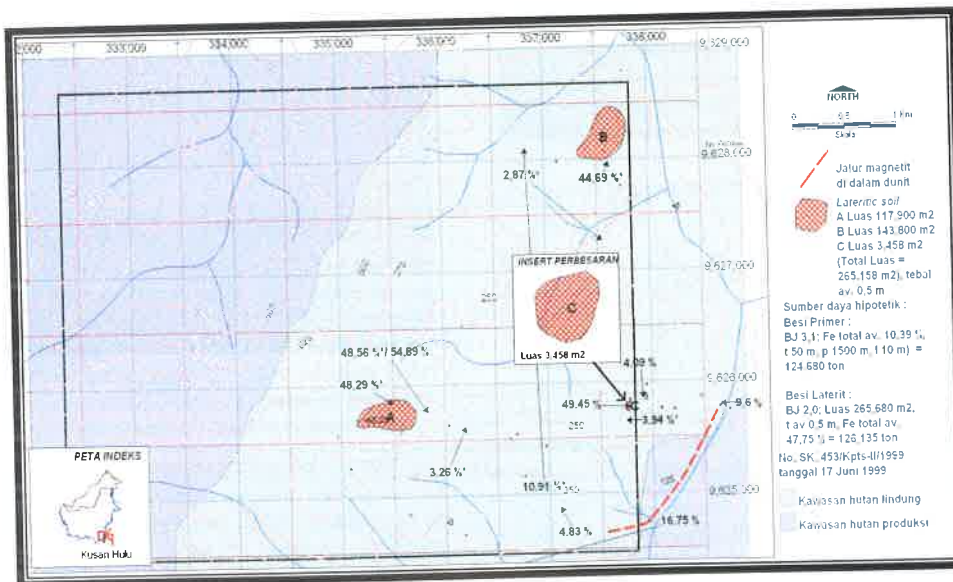 333,000 334,000 335,000 336,000 337,000 338,000
9,629,000
9,628,000
9,627,000
9,626,000
9,625,000
B
2,87 %'
44,69 %'
INSERT PERBESARAN
C
Luas 3,458 m2
48,56 %'/ 54,89 %
48,29 %'
A
4,09 %
49,45 %
C
3,94 %'
9,6 %
250
3,26 %'
10,91 %'
4,83 %
16,75 %
PETA INDEKS
Kusan Hulu
NORTH
0 0,5 1 Km
Skala
Jalur magnetit
di dalam dunit
Lateritic soil
A Luas 117,900 m2
B Luas 143,800 m2
C Luas 3,458 m2
(Total Luas =
265,158 m2), tebal
av. 0,5 m
Sumber daya hipotetik :
Besi Primer :
BJ 3,1; Fe total av. 10,39 %,
t 50 m, p 1500 m, l 10 m) =
124.680 ton
Besi Laterit :
BJ 2,0; Luas 265,680 m2,
t av 0,5 m, Fe total av.
47,75 % = 126,135 ton
No. SK. 453/Kpts-II/1999
tanggal 17 Juni 1999
Kawasan hutan lindung
Kawasan hutan produksi